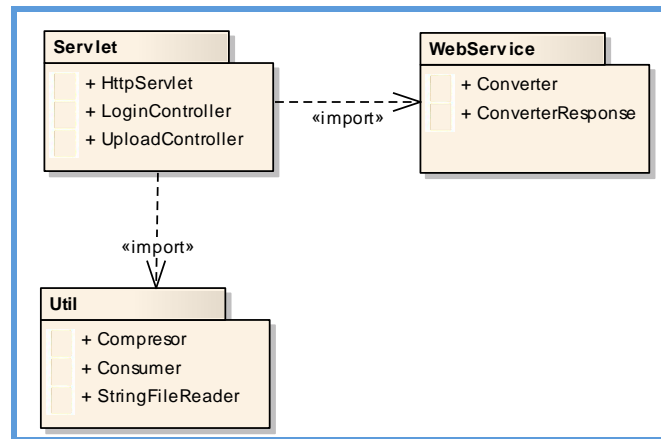 Servlet
+ HttpServlet
+ LoginController
+ UploadController
WebService
+ Converter
+ ConverterResponse
«import»
«import»
Util
+ Compresor
+ Consumer
+ StringFileReader